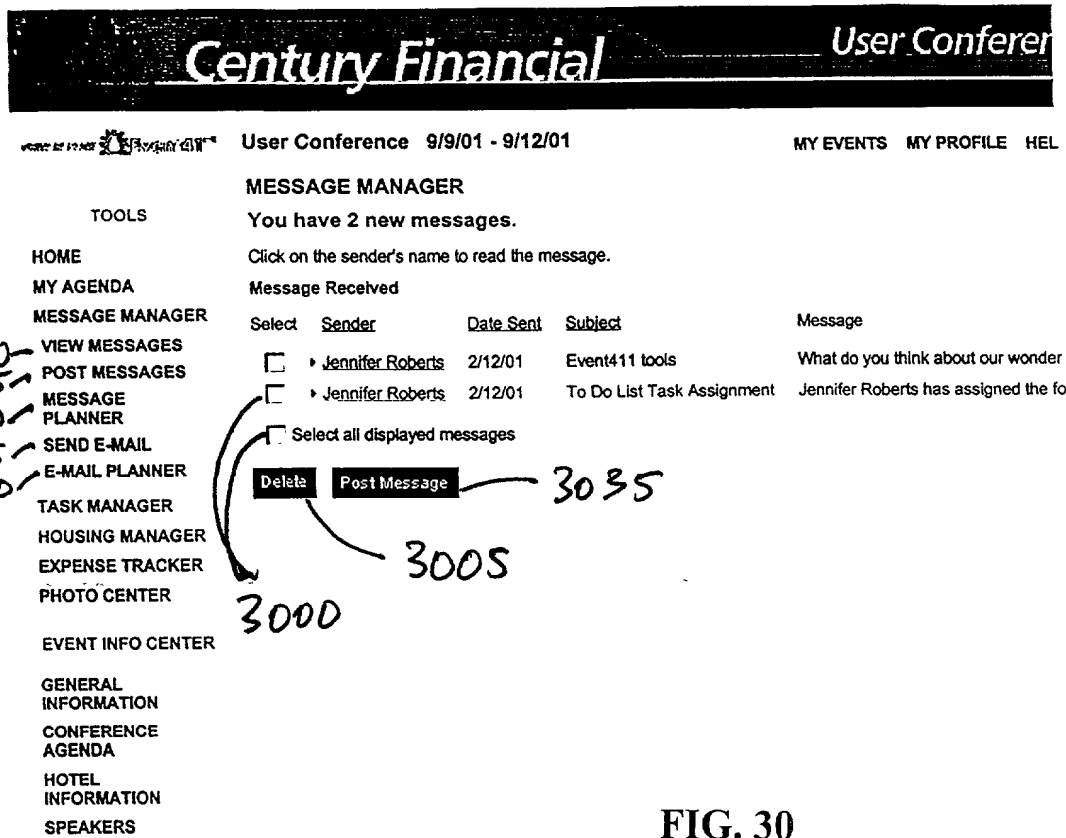 Century Financial
User Conferen
User Conference 9/9/01 - 9/12/01
MY EVENTS MY PROFILE HEL
MESSAGE MANAGER
You have 2 new messages.
Click on the sender's name to read the message.
Message Received
Select Sender Date Sent Subject Message
Jennifer Roberts 2/12/01 Event411 tools What do you think about our wonder
Jennifer Roberts 2/12/01 To Do List Task Assignment Jennifer Roberts has assigned the fo
Select all displayed messages
Delete Post Message
3035
3005
3000
TOOLS
HOME
MY AGENDA
MESSAGE MANAGER
VIEW MESSAGES
POST MESSAGES
MESSAGE
PLANNER
SEND E-MAIL
E-MAIL PLANNER
TASK MANAGER
HOUSING MANAGER
EXPENSE TRACKER
PHOTO CENTER
EVENT INFO CENTER
GENERAL
INFORMATION
CONFERENCE
AGENDA
HOTEL
INFORMATION
SPEAKERS
FIG. 30